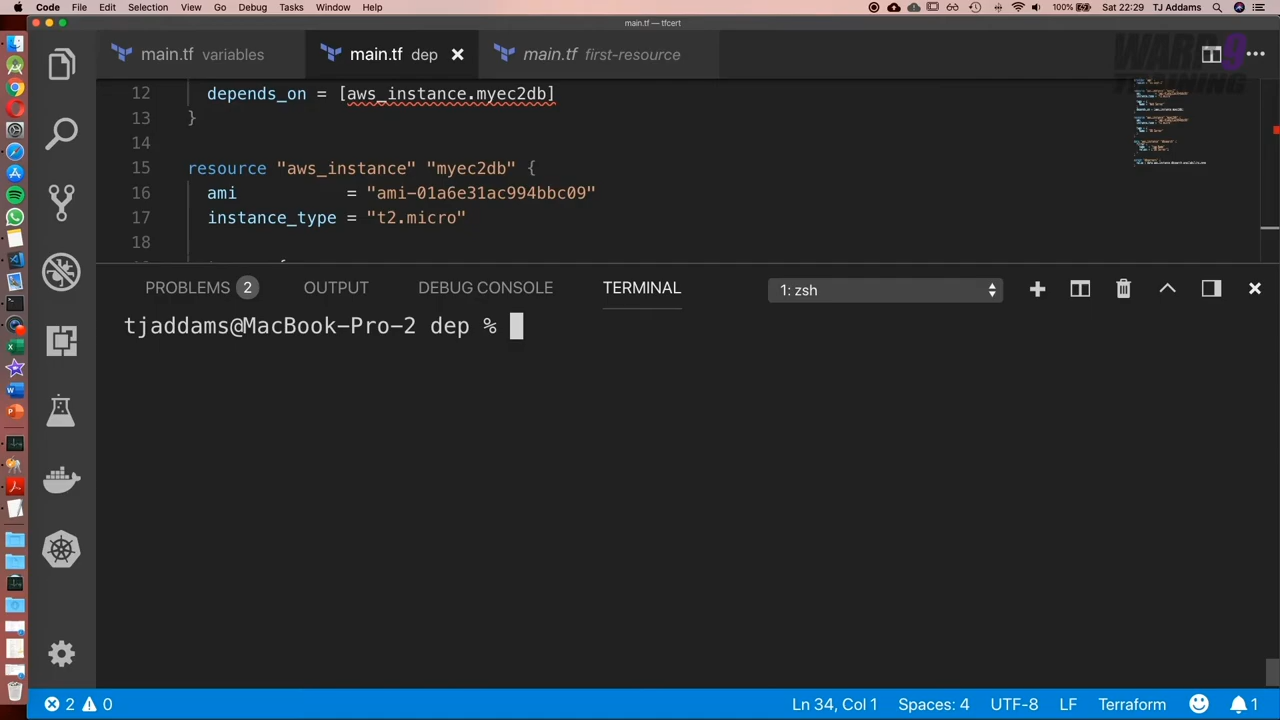 Code File Edit Selection View Go Debug Tasks Window Help 100% Sat 22:29 TJ Addams
main.tf — tfcert
main.tf variables main.tf dep main.tf first-resource
WARP 9
TRAINING
12 depends_on = [aws_instance.myec2db]
13 }
14
15 resource "aws_instance" "myec2db" {
16 ami = "ami-01a6e31ac994bbc09"
17 instance_type = "t2.micro"
18
PROBLEMS 2 OUTPUT DEBUG CONSOLE TERMINAL 1: zsh
tjaddams@MacBook-Pro-2 dep %
2 0 Ln 34, Col 1 Spaces: 4 UTF-8 LF Terraform 1